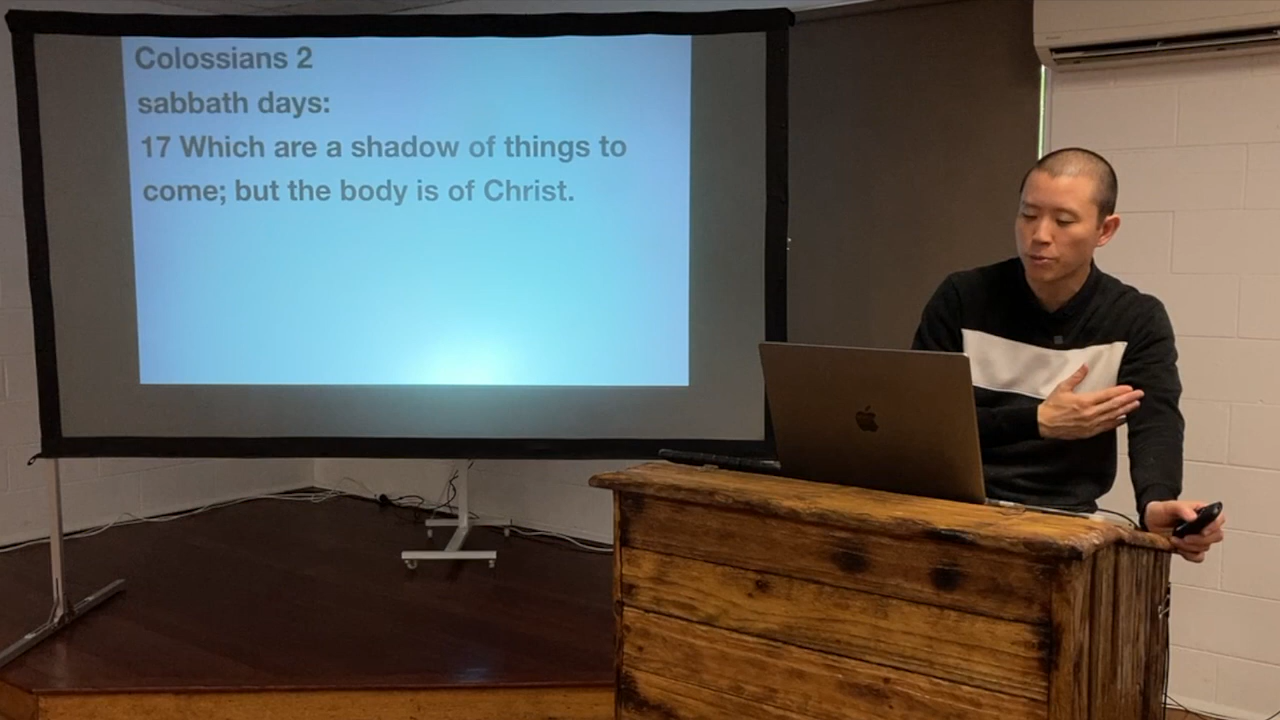 Colossians 2
sabbath days:
17 Which are a shadow of things to
come; but the body is of Christ.